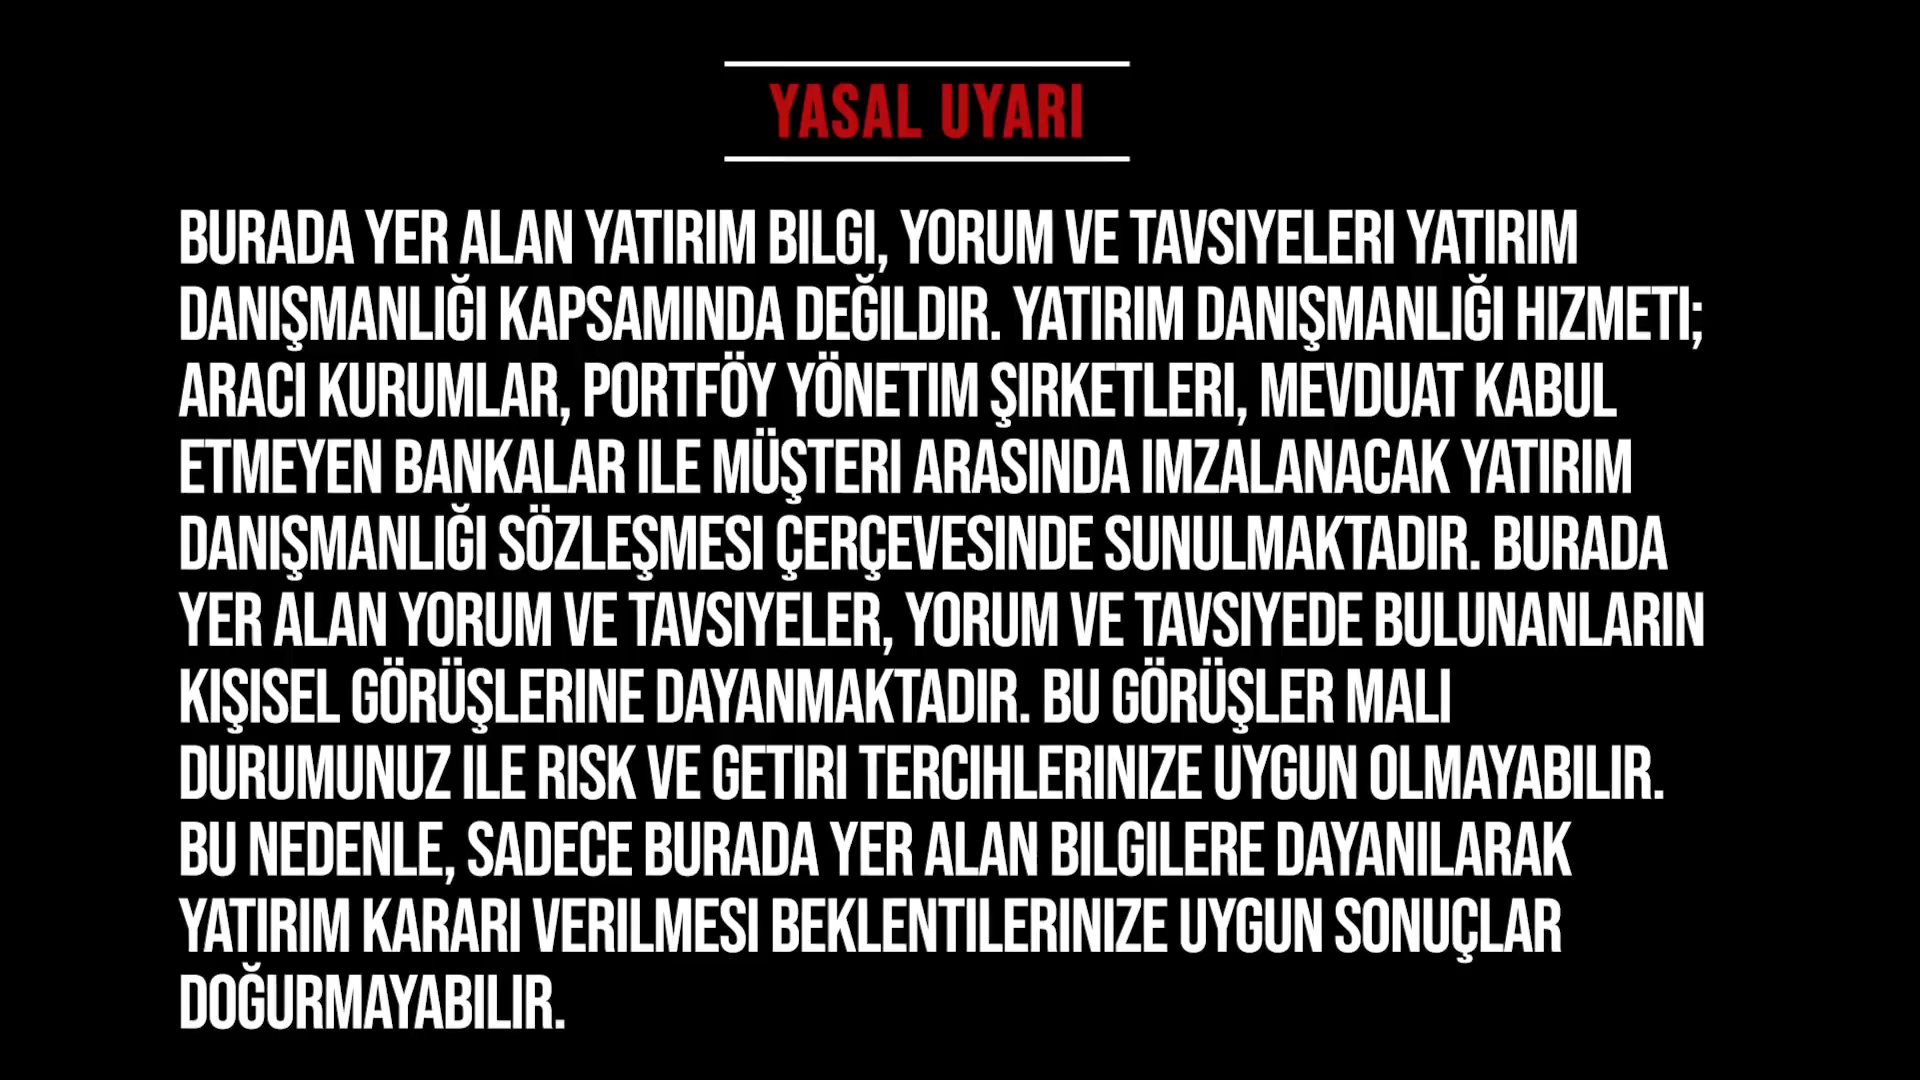 YASAL UYARI
BURADA YER ALAN YATIRIM BILGI, YORUM VE TAVSIYELERI YATIRIM
DANIŞMANLIĞI KAPSAMINDA DEĞILDIR. YATIRIM DANIŞMANLIĞI HIZMETI;
ARACI KURUMLAR, PORTFÖY YÖNETIM ŞIRKETLERI, MEVDUAT KABUL
ETMEYEN BANKALAR ILE MÜŞTERI ARASINDA IMZALANACAK YATIRIM
DANIŞMANLIĞI SÖZLEŞMESI ÇERÇEVESINDE SUNULMAKTADIR. BURADA
YER ALAN YORUM VE TAVSIYELER, YORUM VE TAVSIYEDE BULUNANLARIN
KIŞISEL GÖRÜŞLERINE DAYANMAKTADIR. BU GÖRÜŞLER MALI
DURUMUNUZ ILE RISK VE GETIRI TERCIHLERINIZE UYGUN OLMAYABILIR.
BU NEDENLE, SADECE BURADA YER ALAN BILGILERE DAYANILARAK
YATIRIM KARARI VERILMESI BEKLENTILERINIZE UYGUN SONUÇLAR
DOĞURMAYABILIR.